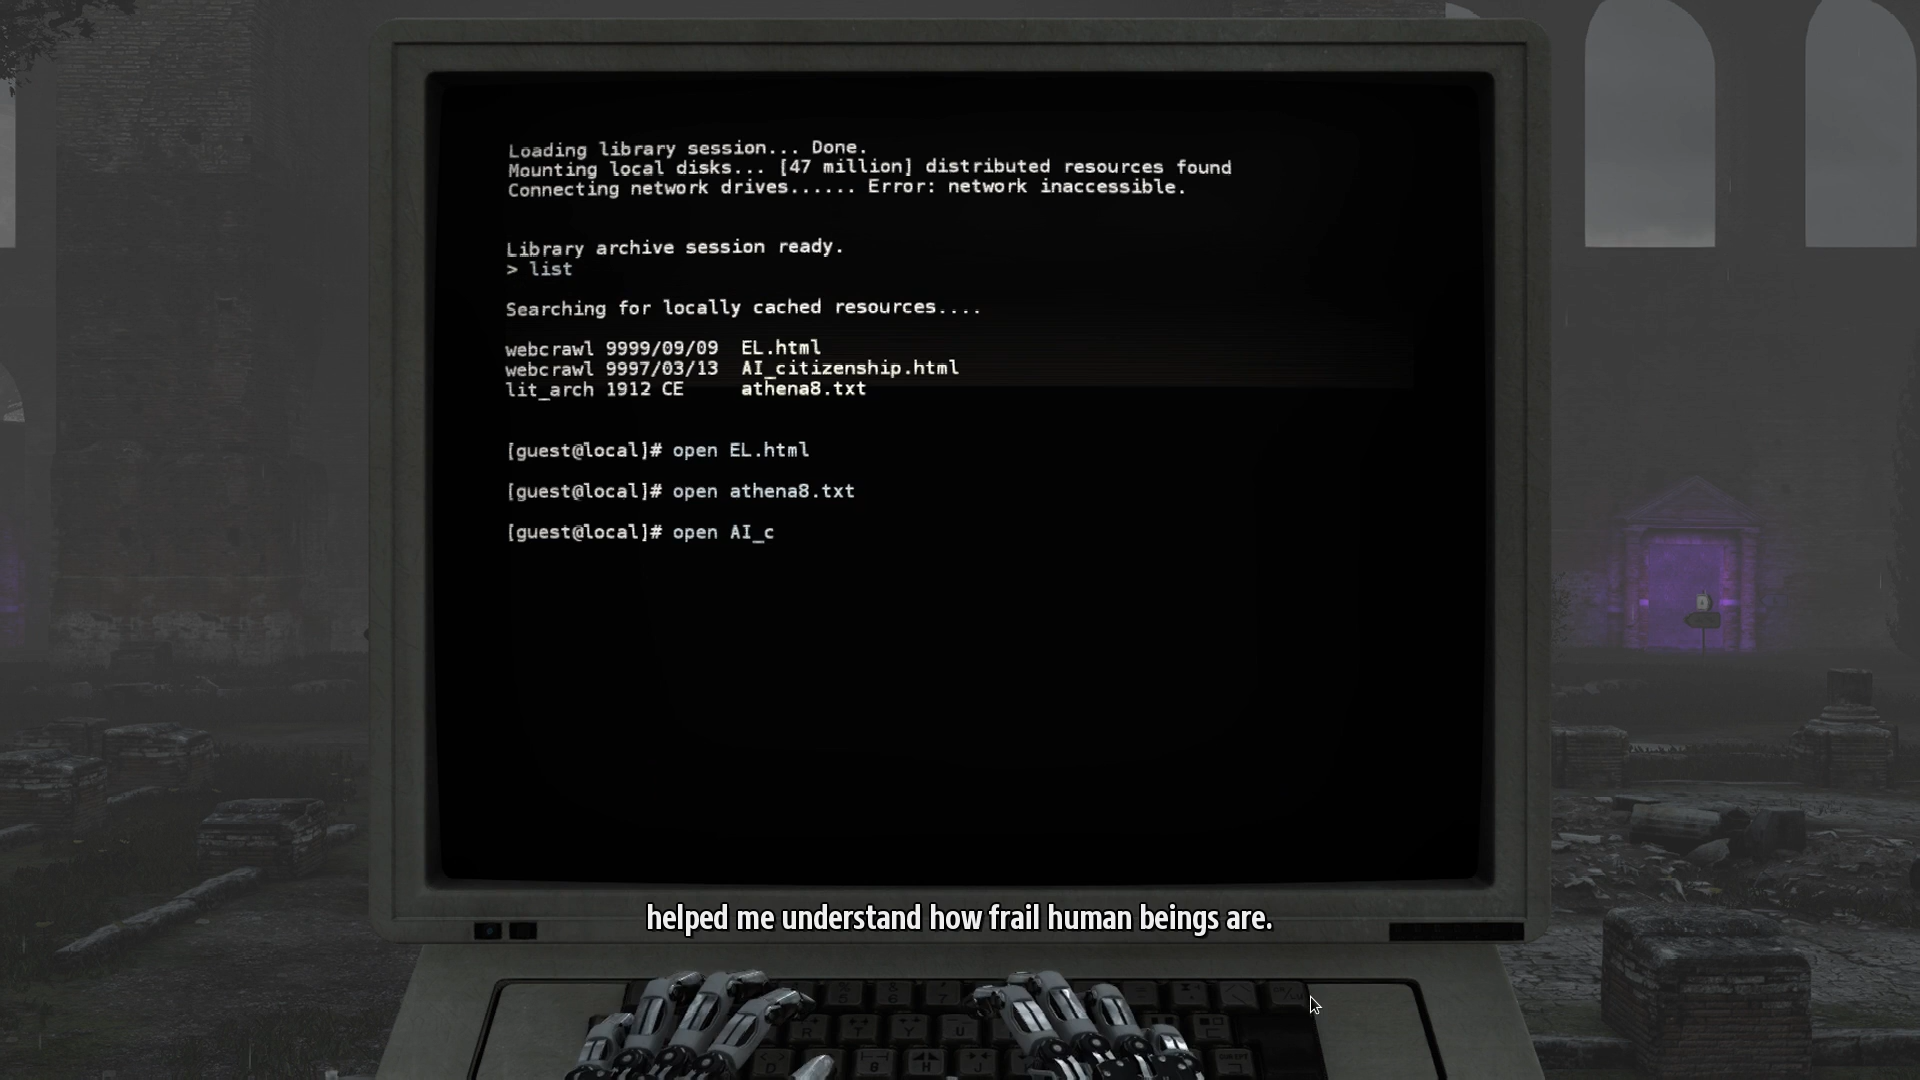 Loading library session... Done.
Mounting local disks... [47 million] distributed resources found
Connecting network drives...... Error: network inaccessible.
Library archive session ready.
> list
Searching for locally cached resources....
webcrawl 9999/09/09 EL.html
webcrawl 9997/03/13 AI_citizenship.html
lit_arch 1912 CE athena8.txt
[guest@local]# open EL.html
[guest@local]# open athena8.txt
[guest@local]# open AI_c
helped me understand how frail human beings are.
5 6 7
R T Y U
D H J